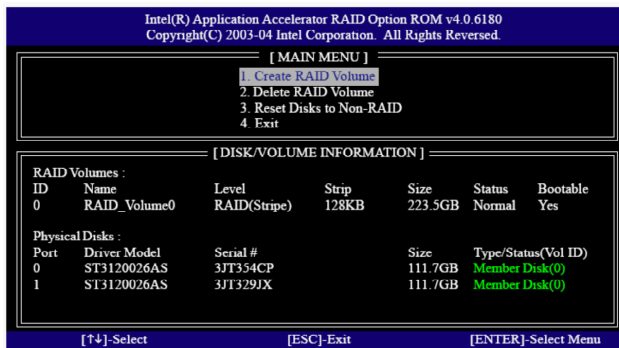 Intel(R) Application Accelerator RAID Option ROM v4.0.6180
Copyright(C) 2003-04 Intel Corporation. All Rights Reversed.
[ MAIN MENU ]
1. Create RAID Volume
2. Delete RAID Volume
3. Reset Disks to Non-RAID
4. Exit
[ DISK/VOLUME INFORMATION ]
RAID Volumes :
ID Name Level Strip Size Status Bootable
0 RAID_Volume0 RAID(Stripe) 128KB 223.5GB Normal Yes
Physical Disks :
Port Driver Model Serial # Size Type/Status(Vol ID)
0 ST3120026AS 3JT354CP 111.7GB Member Disk(0)
1 ST3120026AS 3JT329JX 111.7GB Member Disk(0)
[↑↓]-Select [ESC]-Exit [ENTER]-Select Menu